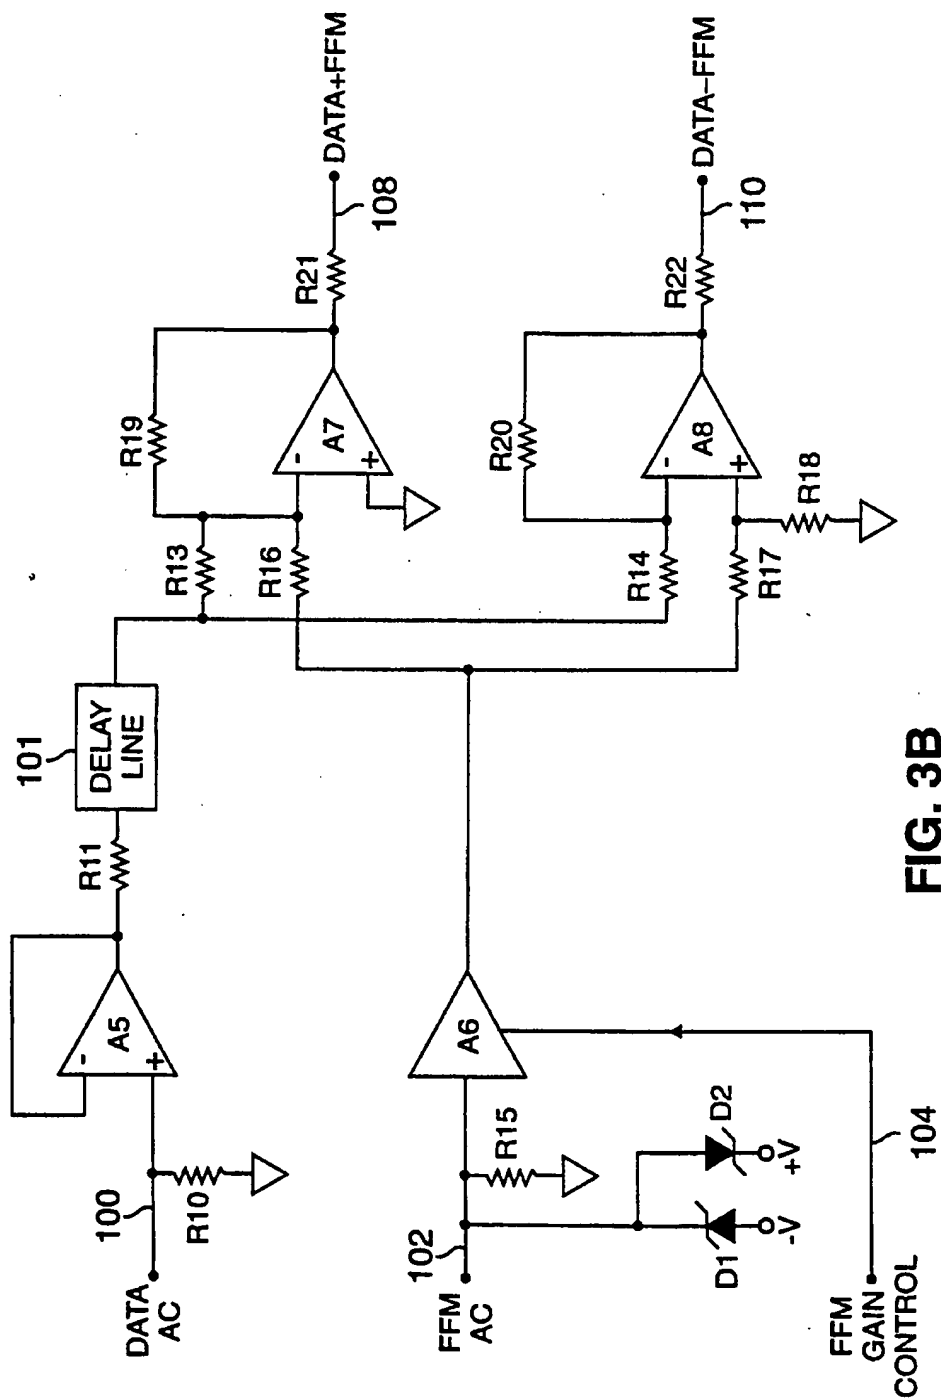 DATA
AC
100
R10
-
+
A5
R11
101
DELAY
LINE
R13
R16
R19
-
+
A7
R21
108
DATA+FFM
FFM
AC
102
R15
D1
D2
-V
+V
A6
FFM
GAIN
CONTROL
104
R14
R17
R20
-
+
A8
R18
R22
110
DATA–FFM
FIG. 3B